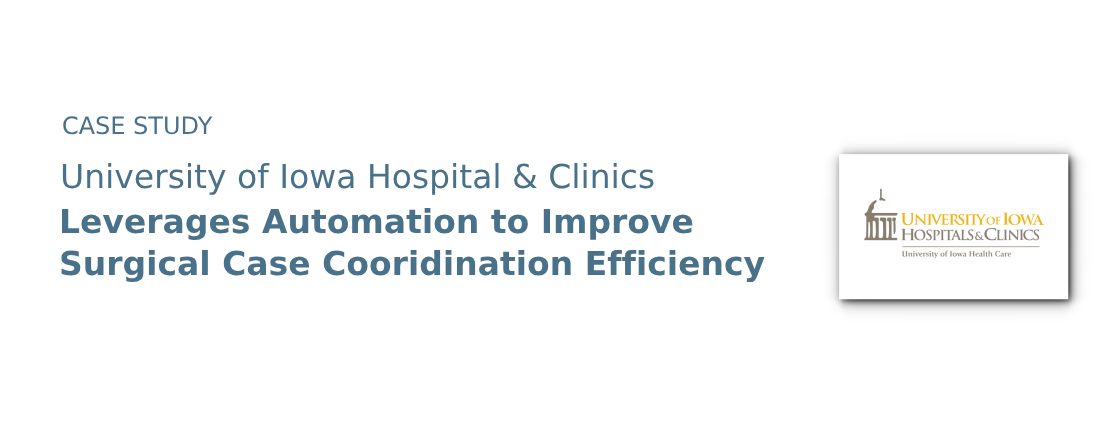 CASE STUDY
University of Iowa Hospital & Clinics
Leverages Automation to Improve
Surgical Case Cooridination Efficiency
UNIVERSITY OF IOWA
HOSPITALS & CLINICS
University of Iowa Health Care